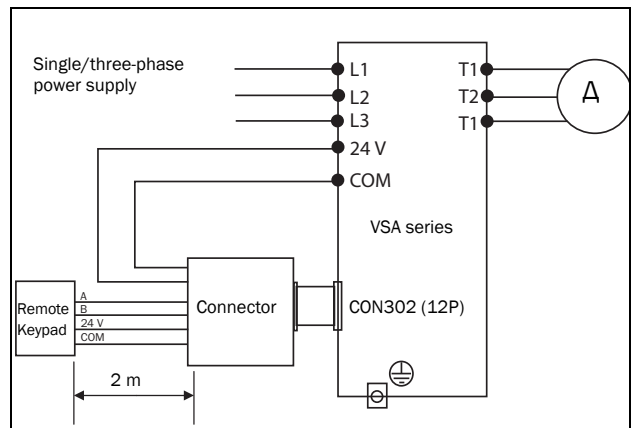 Single/three-phase
power supply
L1
L2
L3
24 V
COM
T1
T2
T1
Д
VSA series
Remote
Keypad
A
B
24 V
COM
Connector
CON302 (12P)
2 m